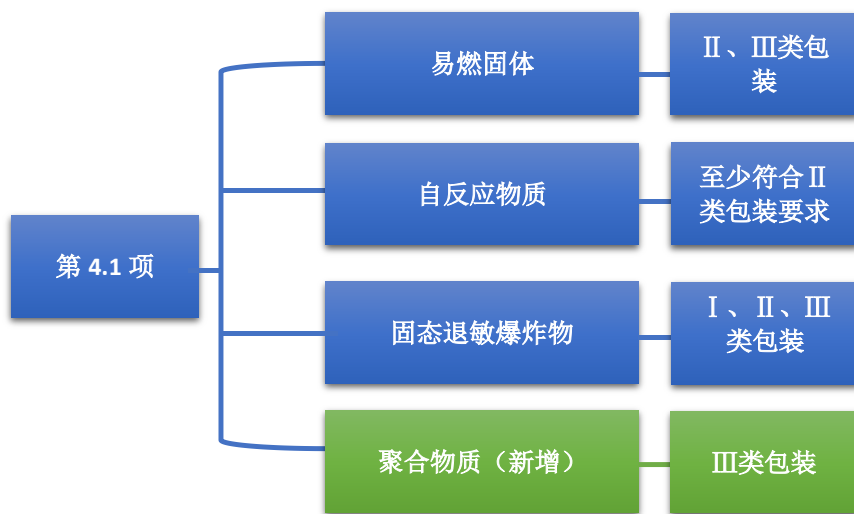 易燃固体
Ⅱ、Ⅲ类包
装
自反应物质
至少符合Ⅱ
类包装要求
第 4.1 项
固态退敏爆炸物
Ⅰ、Ⅱ、Ⅲ
类包装
聚合物质（新增）
Ⅲ类包装